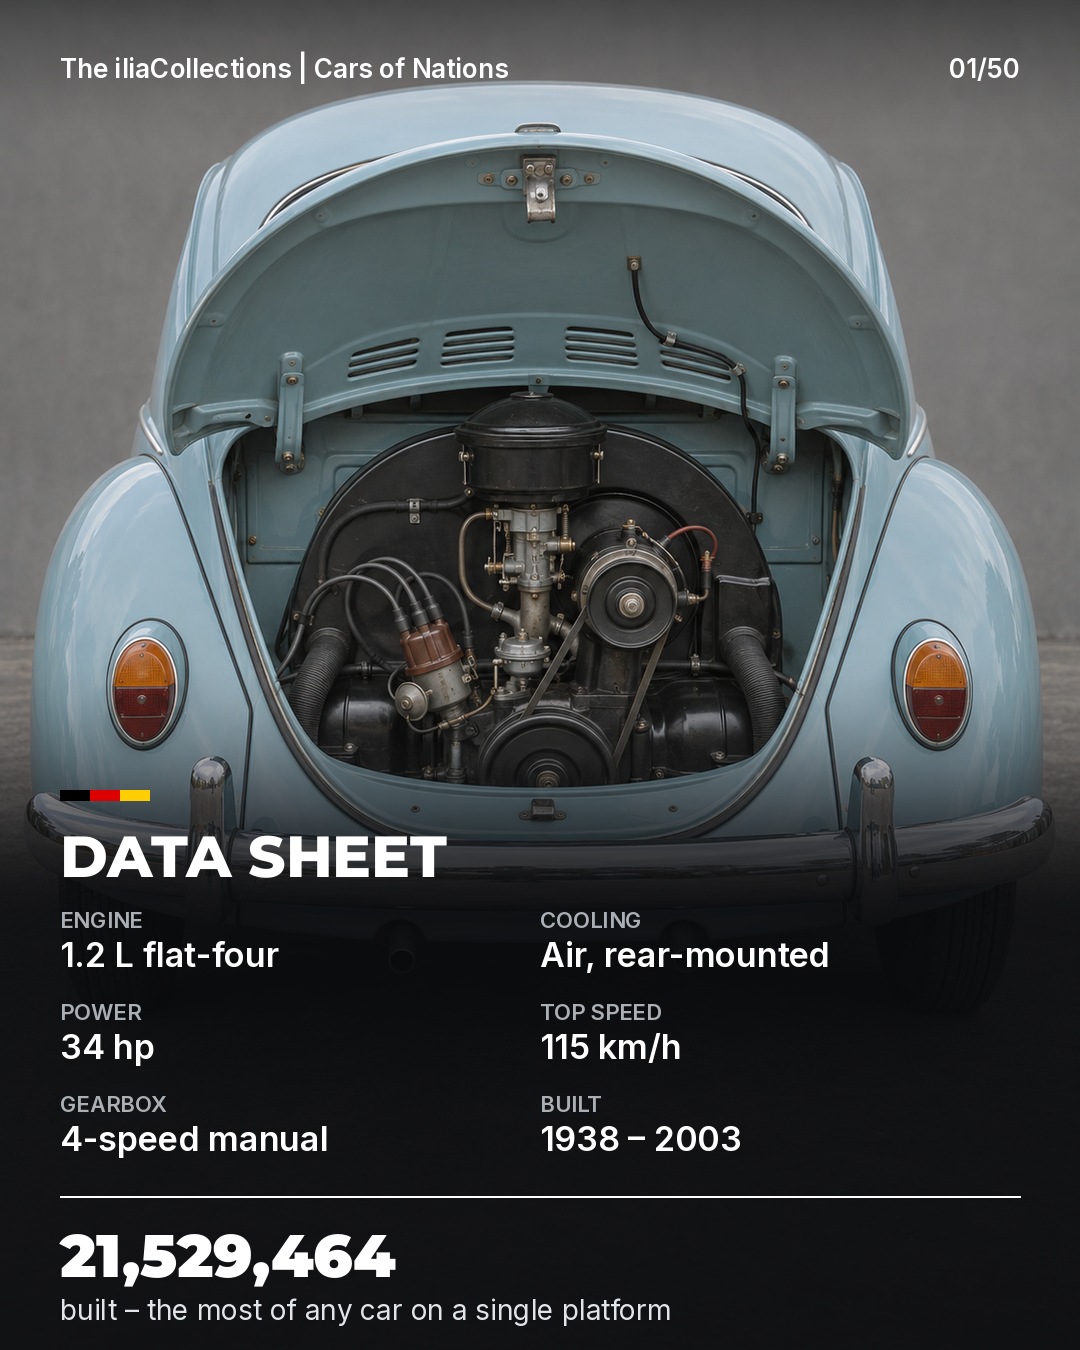 The iliaCollections | Cars of Nations
01/50
DATA SHEET
ENGINE
1.2 L flat-four
COOLING
Air, rear-mounted
POWER
34 hp
TOP SPEED
115 km/h
GEARBOX
4-speed manual
BUILT
1938 – 2003
21,529,464
built – the most of any car on a single platform